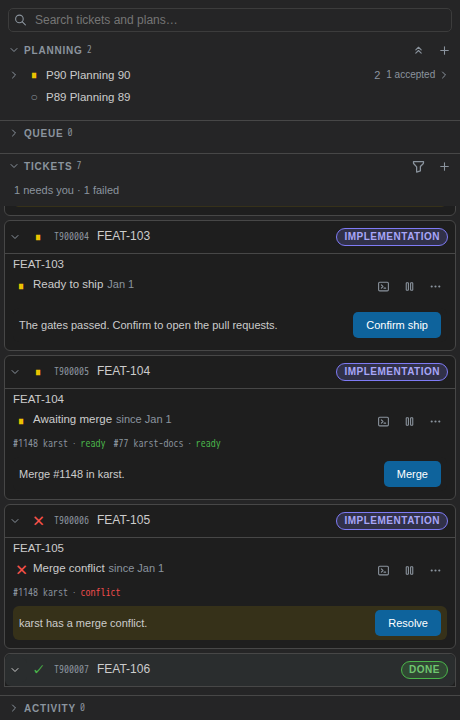 Search tickets and plans…
PLANNING 2
P90 Planning 90 2 1 accepted
P89 Planning 89
QUEUE 0
TICKETS 7
1 needs you · 1 failed
T900004 FEAT-103 IMPLEMENTATION
FEAT-103
Ready to ship Jan 1
The gates passed. Confirm to open the pull requests. Confirm ship
T900005 FEAT-104 IMPLEMENTATION
FEAT-104
Awaiting merge since Jan 1
#1148 karst · ready #77 karst-docs · ready
Merge #1148 in karst. Merge
T900006 FEAT-105 IMPLEMENTATION
FEAT-105
Merge conflict since Jan 1
#1148 karst · conflict
karst has a merge conflict. Resolve
T900007 FEAT-106 DONE
ACTIVITY 0